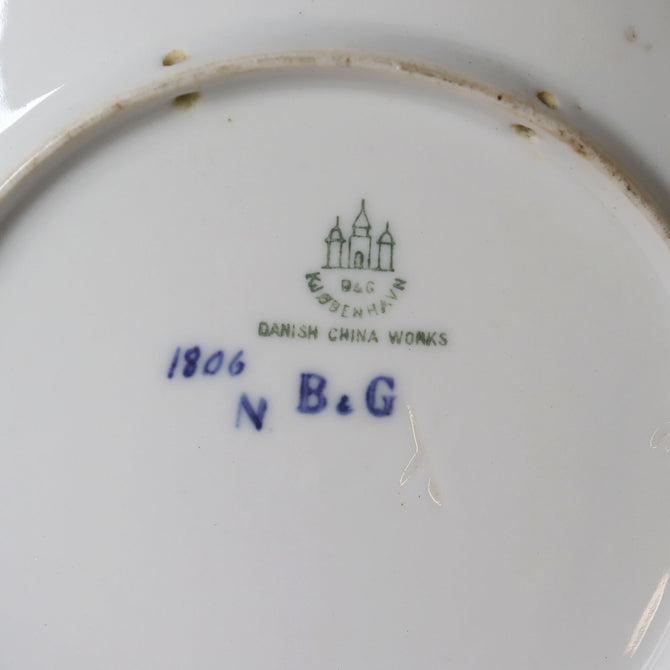 B&G
KJØBENHAVN
DANISH CHINA WORKS
1806
N B&G